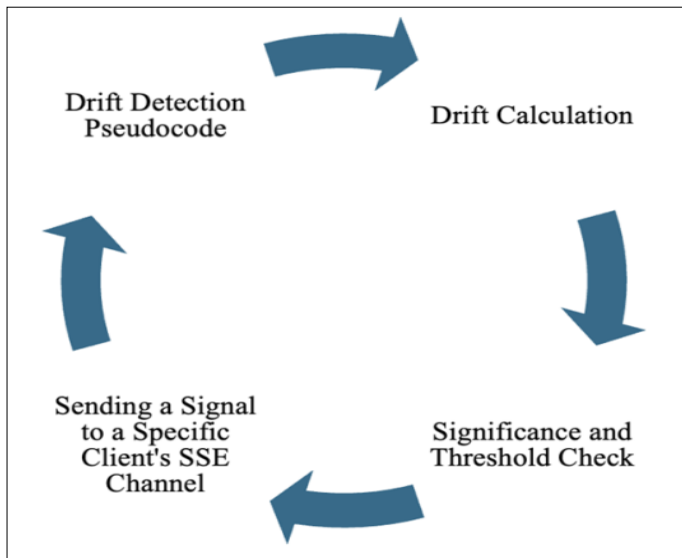 Drift Detection
Pseudocode
Drift Calculation
Significance and
Threshold Check
Sending a Signal
to a Specific
Client's SSE
Channel